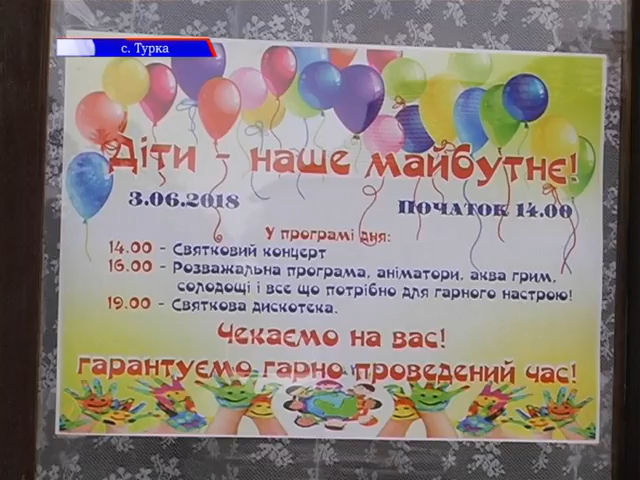 с. Турка
Діти - наше майбутнє!
3.06.2018 Початок 14.00
У програмі дня:
14.00 - Святковий концерт
16.00 - Розважальна програма, аніматори, аква грим,
солодощі і все що потрібно для гарного настрою!
19.00 - Святкова дискотека.
Чекаємо на вас!
гарантуємо гарно проведений час!